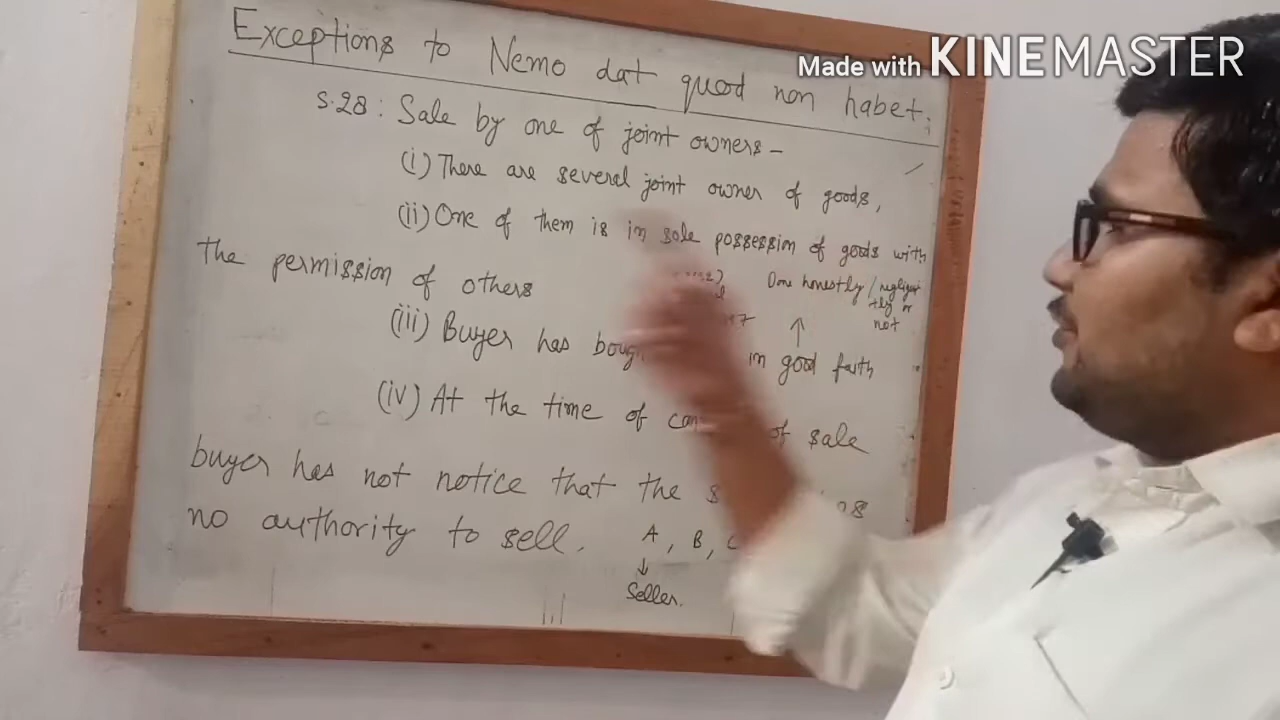 Made with KINEMASTER
Exceptions to Nemo dat quod non habet.
S.28: Sale by one of joint owners -
(i) There are several joint owner of goods,
(ii) One of them is in sole possession of goods with
the permission of others
Done honestly / negligen
tly or
not
(iii) Buyer has in good faith
(iv) At the time of of sale
buyer has not notice that the
no authority to sell.
A, B, C
↓
Seller.